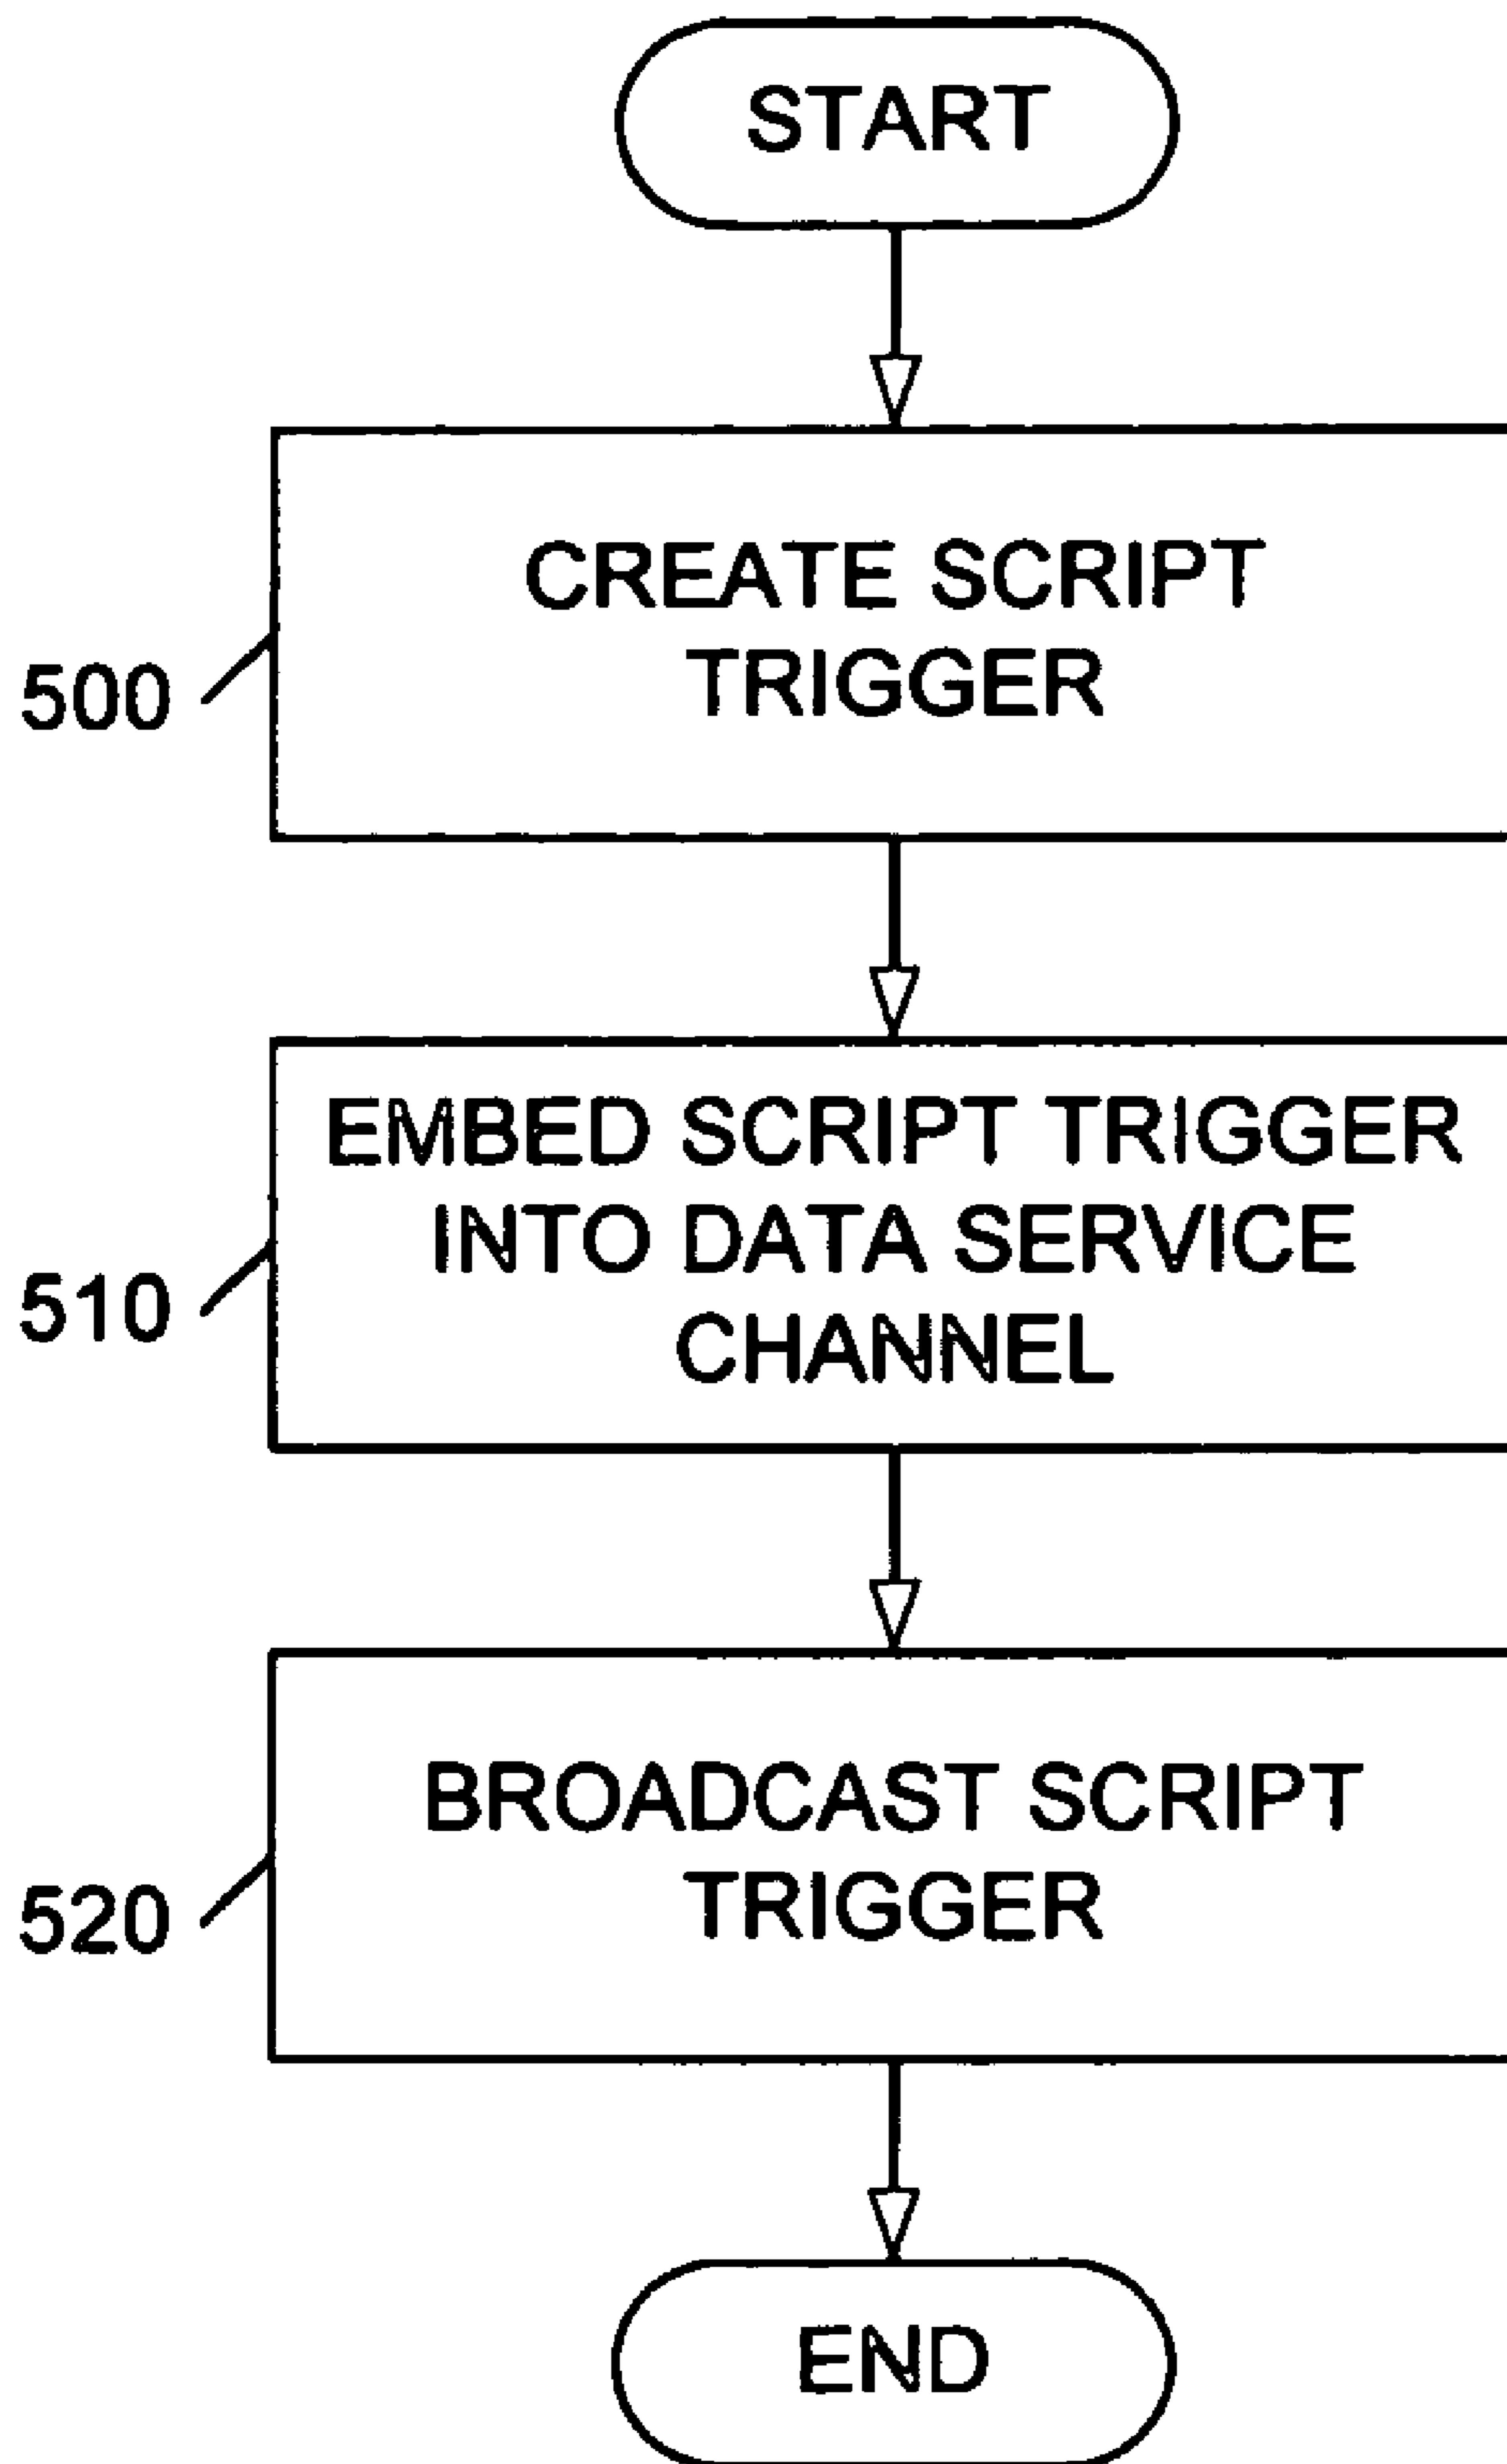 START
CREATE SCRIPT
TRIGGER
500
EMBED SCRIPT TRIGGER
INTO DATA SERVICE
CHANNEL
510
BROADCAST SCRIPT
TRIGGER
520
END